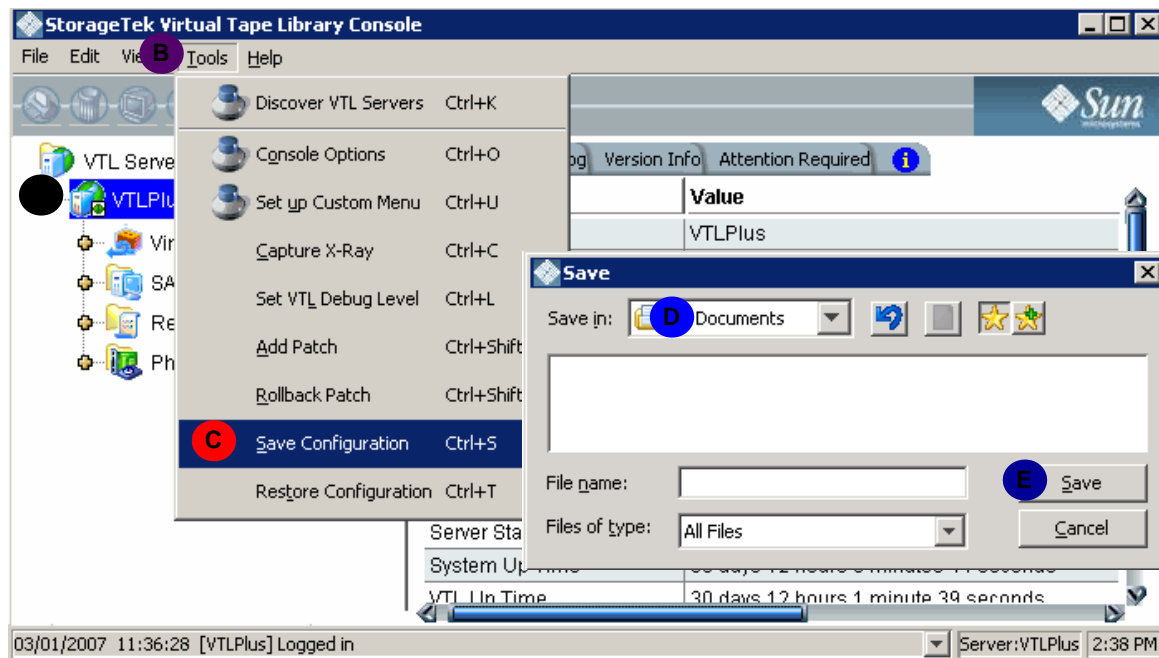 StorageTek Virtual Tape Library Console
File Edit Vie B Tools Help
Discover VTL Servers Ctrl+K
Sun
microsystems
VTL Serve
Console Options Ctrl+O
og Version Info Attention Required i
VTLPlu
Set up Custom Menu Ctrl+U
Value
VTLPlus
Vir
Capture X-Ray Ctrl+C
SA
Set VTL Debug Level Ctrl+L
Re
Add Patch Ctrl+Shift
Ph
Rollback Patch Ctrl+Shift
C Save Configuration Ctrl+S
Restore Configuration Ctrl+T
Save
Save in: D Documents
File name:
E Save
Files of type: All Files
Cancel
Server Sta
System Up
VTL Up Time 30 days 12 hours 1 minute 39 seconds
03/01/2007 11:36:28 [VTLPlus] Logged in
Server:VTLPlus 2:38 PM